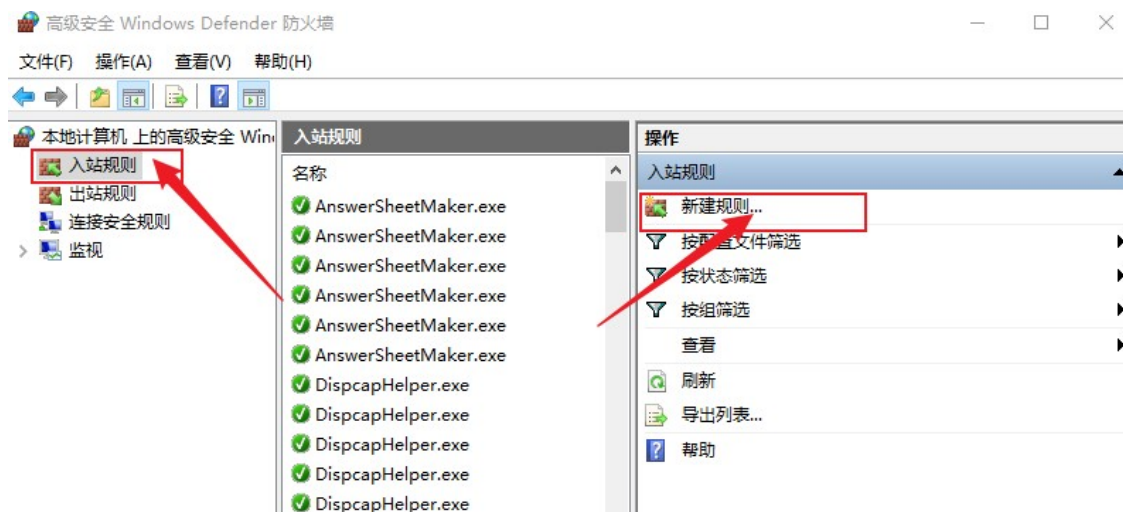 高级安全 Windows Defender 防火墙
文件(F) 操作(A) 查看(V) 帮助(H)
本地计算机 上的高级安全 Win
入站规则
出站规则
连接安全规则
监视
入站规则
名称
AnswerSheetMaker.exe
AnswerSheetMaker.exe
AnswerSheetMaker.exe
AnswerSheetMaker.exe
AnswerSheetMaker.exe
AnswerSheetMaker.exe
DispcapHelper.exe
DispcapHelper.exe
DispcapHelper.exe
DispcapHelper.exe
DispcapHelper.exe
操作
入站规则
新建规则...
按配置文件筛选
按状态筛选
按组筛选
查看
刷新
导出列表...
帮助